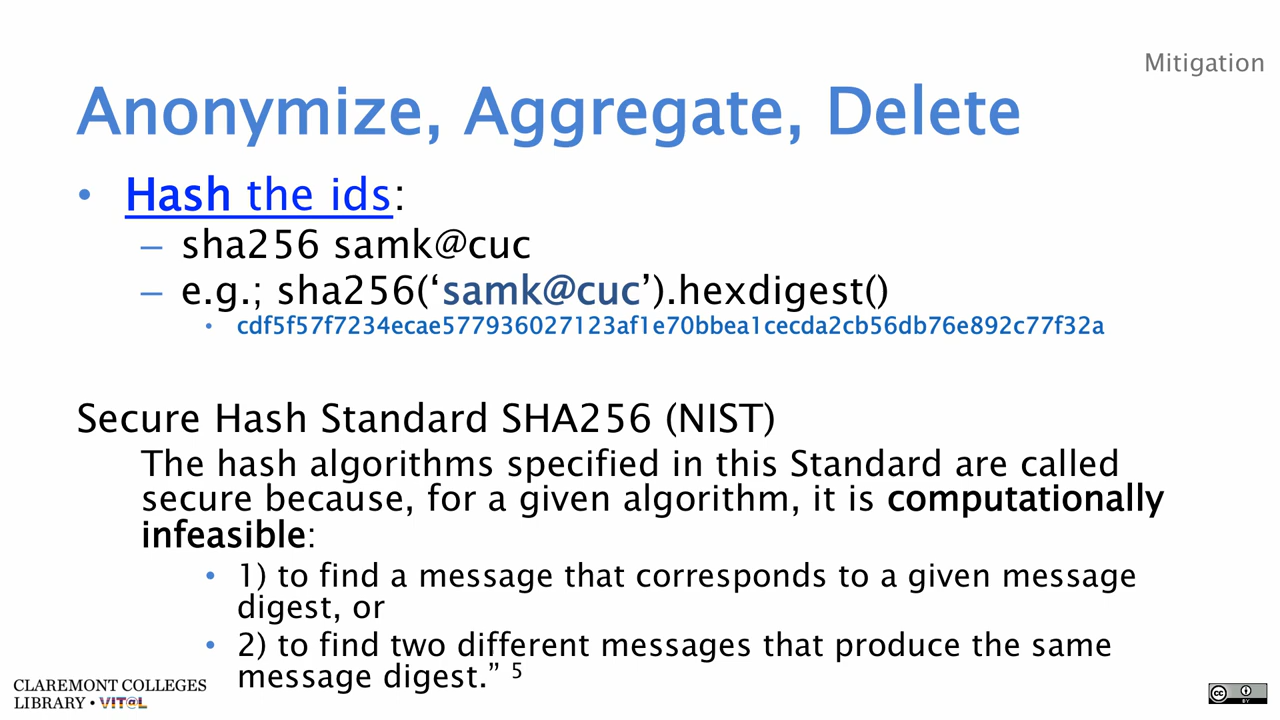 Mitigation
Anonymize, Aggregate, Delete
• Hash the ids:
– sha256 samk@cuc
– e.g.; sha256(‘samk@cuc’).hexdigest()
• cdf5f57f7234ecae577936027123af1e70bbea1cecda2cb56db76e892c77f32a
Secure Hash Standard SHA256 (NIST)
The hash algorithms specified in this Standard are called
secure because, for a given algorithm, it is computationally
infeasible:
• 1) to find a message that corresponds to a given message
digest, or
• 2) to find two different messages that produce the same
message digest.” 5
CLAREMONT COLLEGES
LIBRARY • VIT@L
cc BY